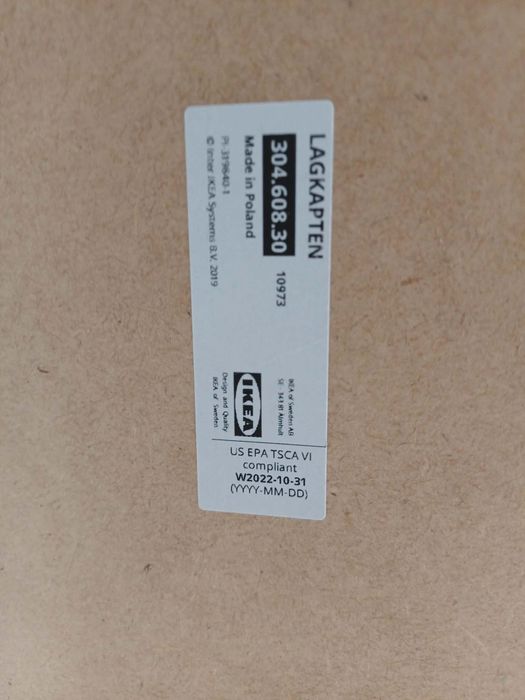 LAGKAPTEN
304.608.30
10973
Made in Poland
PI-319640-1
© Inter IKEA Systems B.V. 2019
IKEA of Sweden AB
SE - 343 81 Älmhult
IKEA
Design and Quality
IKEA of Sweden
US EPA TSCA VI
compliant
W2022-10-31
(YYYY-MM-DD)